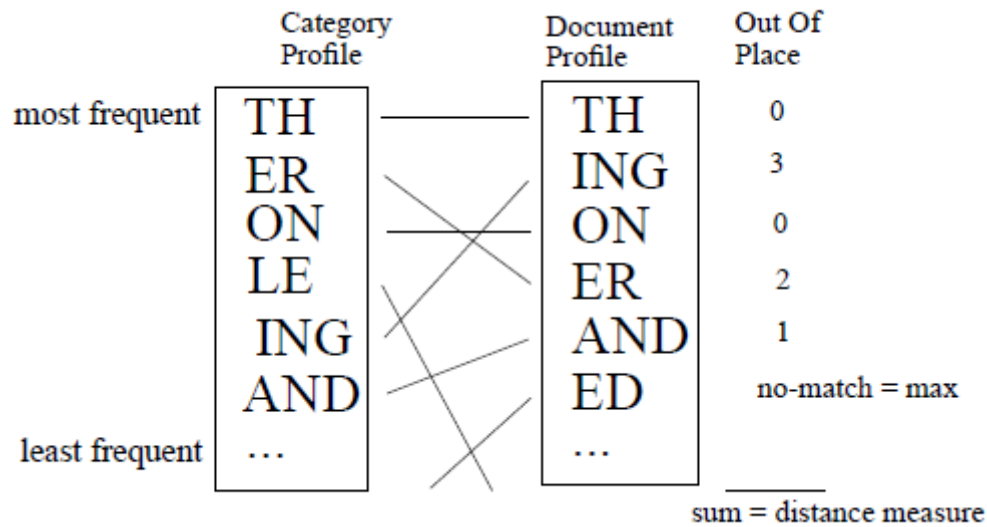 Category
Profile
Document
Profile
Out Of
Place
most frequent
TH
TH
0
ER
ING
3
ON
ON
0
LE
ER
2
ING
AND
1
AND
ED
no-match = max
least frequent
...
...
sum = distance measure